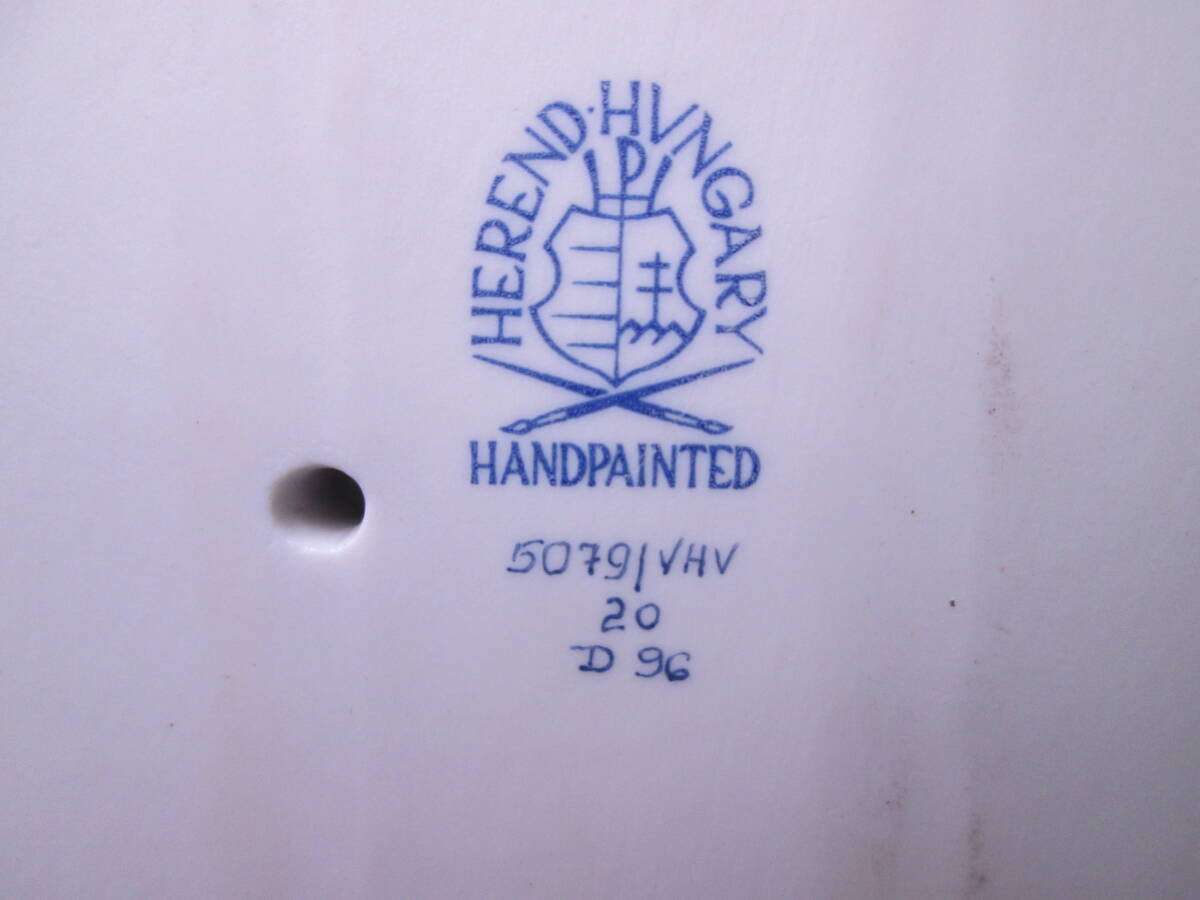 HEREND·HVNGARY
P
HANDPAINTED
5079/VHV
20
D 96